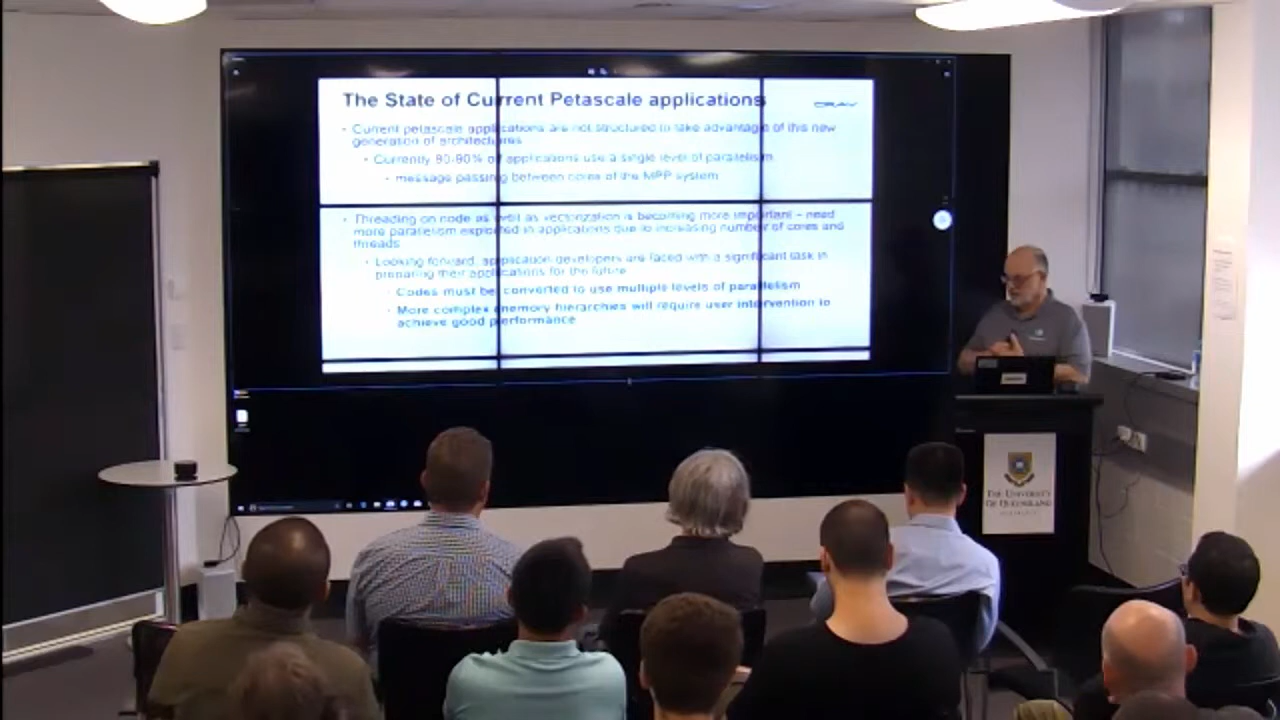 The State of Current Petascale applications
CRAY
• Current petascale applications are not structured to take advantage of this new
generation of architectures
• Currently 80-90% of applications use a single level of parallelism
• message passing between cores of the MPP system
• Threading on node as well as vectorization is becoming more important – need
more parallelism exploited in applications due to increasing number of cores and
threads
• Looking forward, application developers are faced with a significant task in
preparing their applications for the future
• Codes must be converted to use multiple levels of parallelism
• More complex memory hierarchies will require user intervention to
achieve good performance
THE UNIVERSITY
OF QUEENSLAND
AUSTRALIA